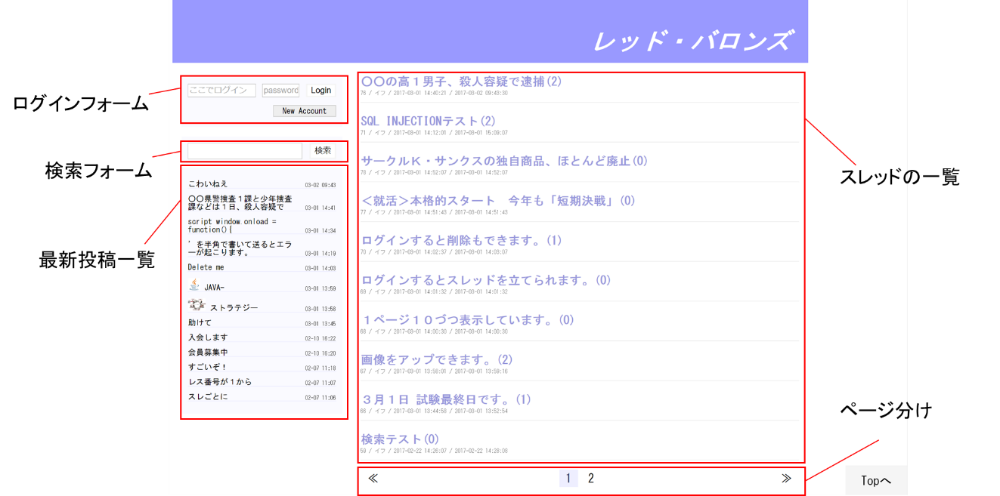 レッド・バロンズ
ログインフォーム
ここでログイン password Login
New Account
検索フォーム
検索
最新投稿一覧
こわいねえ 03-02 09:43
〇〇県警捜査1課と少年捜査
課などは1日、殺人容疑で 03-01 14:41
script window.onload =
function(){ 03-01 14:34
’を半角で書いて送るとエラ
ーが起こります。 03-01 14:19
Delete me 03-01 14:03
JAVA- 03-01 13:59
ストラテジー 03-01 13:58
助けて 03-01 13:45
入会します 02-10 16:22
会員募集中 02-10 16:20
すごいぞ! 02-07 11:18
レス番号が1から 02-07 11:07
スレごとに 02-07 11:06
スレッドの一覧
〇〇の高1男子、殺人容疑で逮捕(2)
76 / イフ / 2017-03-01 14:40:21 / 2017-03-02 09:43:30
SQL INJECTIONテスト(2)
71 / イフ / 2017-03-01 14:12:01 / 2017-03-01 15:09:07
サークルK・サンクスの独自商品、ほとんど廃止(0)
78 / イフ / 2017-03-01 14:52:07 / 2017-03-01 14:52:07
<就活>本格的スタート 今年も「短期決戦」(0)
77 / イフ / 2017-03-01 14:51:43 / 2017-03-01 14:51:43
ログインすると削除もできます。(1)
70 / イフ / 2017-03-01 14:02:37 / 2017-03-01 14:03:07
ログインするとスレッドを立てられます。(0)
69 / イフ / 2017-03-01 14:01:32 / 2017-03-01 14:01:32
1ページ10づつ表示しています。(0)
68 / イフ / 2017-03-01 14:00:30 / 2017-03-01 14:00:30
画像をアップできます。(2)
67 / イフ / 2017-03-01 13:58:01 / 2017-03-01 13:59:16
3月1日 試験最終日です。(1)
66 / イフ / 2017-03-01 13:44:58 / 2017-03-01 13:52:54
検索テスト(0)
59 / イフ / 2017-02-22 14:26:07 / 2017-02-22 14:28:08
ページ分け
≪ 1 2 ≫
Topへ